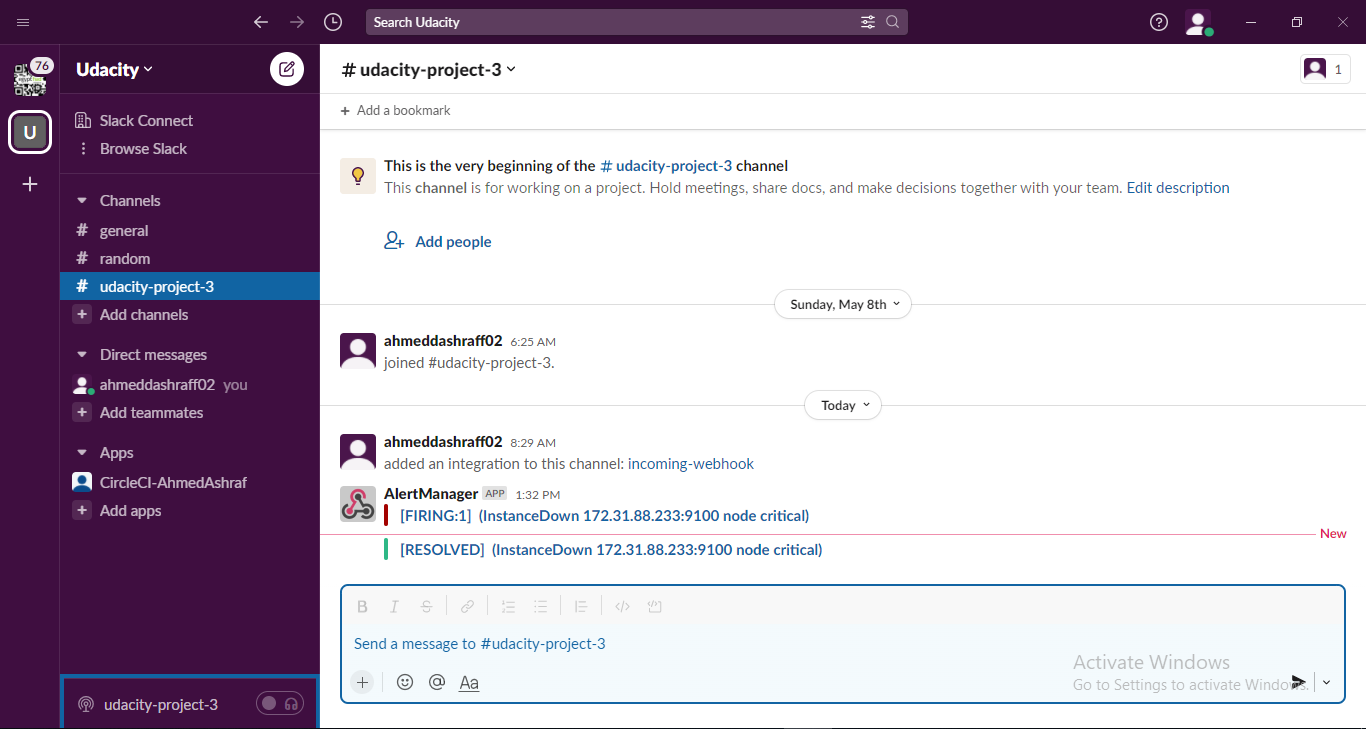 Search Udacity
76
Udacity
U
Slack Connect
Browse Slack
Channels
# general
# random
# udacity-project-3
+ Add channels
Direct messages
ahmeddashraff02 you
+ Add teammates
Apps
CircleCI-AhmedAshraf
+ Add apps
udacity-project-3
# udacity-project-3
1
+ Add a bookmark
This is the very beginning of the # udacity-project-3 channel
This channel is for working on a project. Hold meetings, share docs, and make decisions together with your team. Edit description
Add people
Sunday, May 8th
ahmeddashraff02 6:25 AM
joined #udacity-project-3.
Today
ahmeddashraff02 8:29 AM
added an integration to this channel: incoming-webhook
AlertManager APP 1:32 PM
[FIRING:1] (InstanceDown 172.31.88.233:9100 node critical)
New
[RESOLVED] (InstanceDown 172.31.88.233:9100 node critical)
B I S
Send a message to #udacity-project-3
+ @ Aa
Activate Windows
Go to Settings to activate Windows.